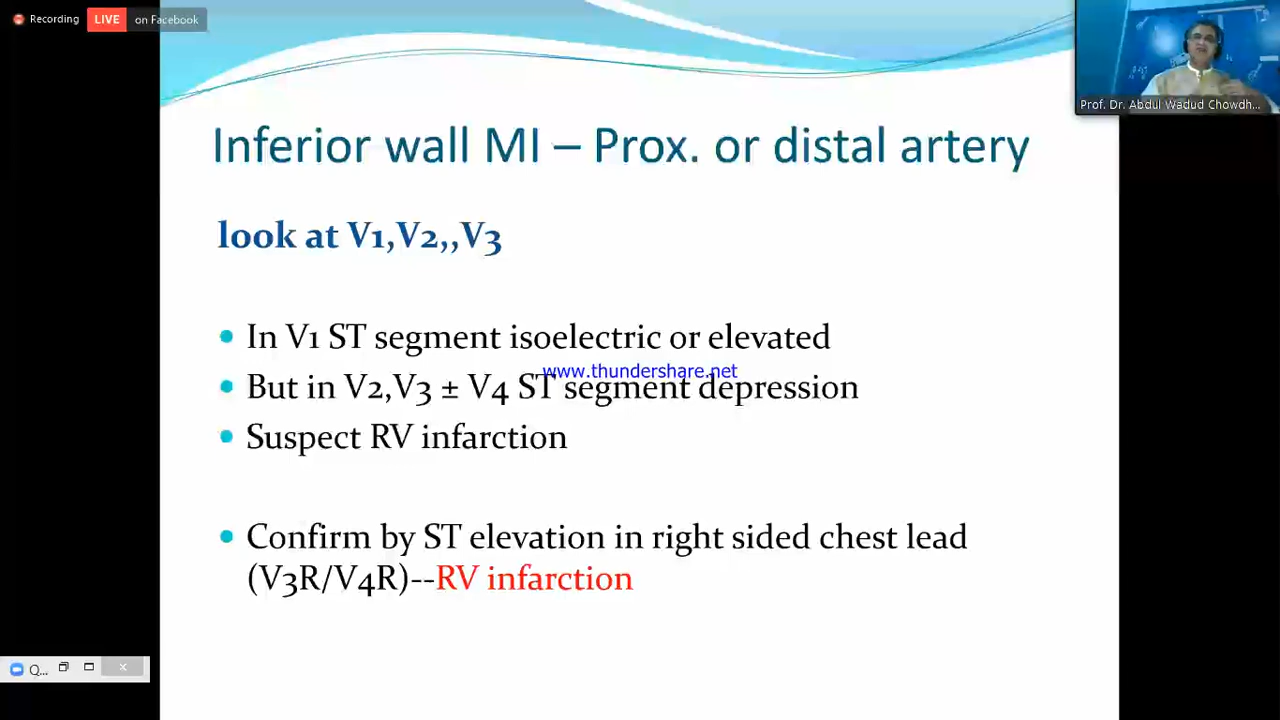 Recording LIVE on Facebook
Prof. Dr. Abdul Wadud Chowdh...
Inferior wall MI – Prox. or distal artery
look at V1,V2,,V3
In V1 ST segment isoelectric or elevated
www.thundershare.net
But in V2,V3 ± V4 ST segment depression
Suspect RV infarction
Confirm by ST elevation in right sided chest lead
(V3R/V4R)--RV infarction
Q...